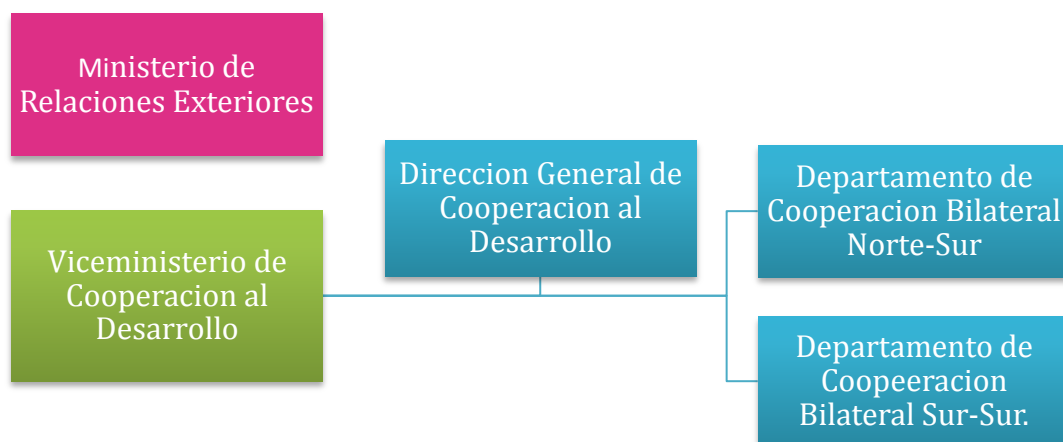 Ministerio de
Relaciones Exteriores
Viceministerio de
Cooperacion al
Desarrollo
Direccion General de
Cooperacion al
Desarrollo
Departamento de
Cooperacion Bilateral
Norte-Sur
Departamento de
Coopeeracion
Bilateral Sur-Sur.